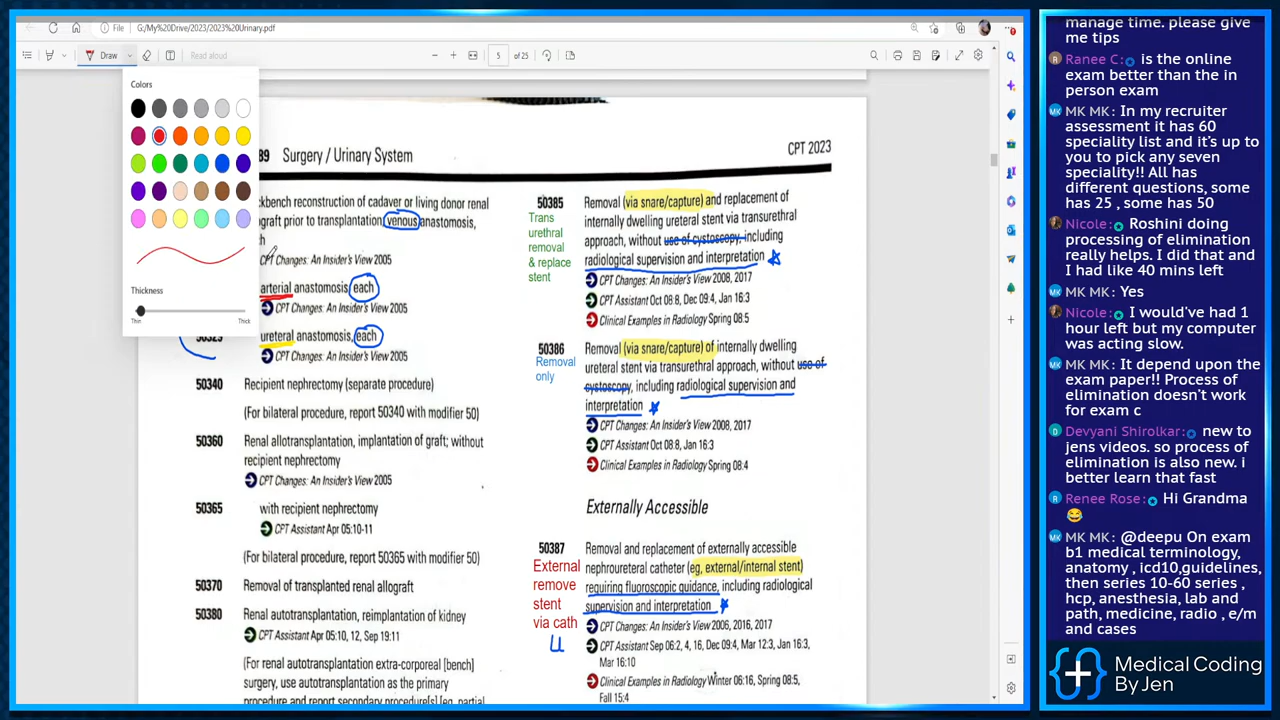 File
G:/My%20Drive/2023/2023%20Urinary.pdf
Draw
Read aloud
5
of 25
Colors
Thickness
Thin
Thick
89 Surgery / Urinary System
CPT 2023
ckbench reconstruction of cadaver or living donor renal
ograft prior to transplantation venous anastomosis,
ch
CPT Changes: An Insider's View 2005
arterial anastomosis, each
CPT Changes: An Insider's View 2005
50329 ureteral anastomosis, each
CPT Changes: An Insider's View 2005
50340 Recipient nephrectomy (separate procedure)
(For bilateral procedure, report 50340 with modifier 50)
50360 Renal allotransplantation, implantation of graft; without
recipient nephrectomy
CPT Changes: An Insider's View 2005
50365 with recipient nephrectomy
CPT Assistant Apr 05:10-11
(For bilateral procedure, report 50365 with modifier 50)
50370 Removal of transplanted renal allograft
50380 Renal autotransplantation, reimplantation of kidney
CPT Assistant Apr 05:10, 12, Sep 19:11
(For renal autotransplantation extra-corporeal [bench]
surgery, use autotransplantation as the primary
procedure and report secondary procedure[s] [eg, partial
50385 Removal (via snare/capture) and replacement of
internally dwelling ureteral stent via transurethral
approach, without use of cystoscopy, including
radiological supervision and interpretation
Trans
urethral
removal
& replace
stent
CPT Changes: An Insider's View 2008, 2017
CPT Assistant Oct 08:8, Dec 09:4, Jan 16:3
Clinical Examples in Radiology Spring 08:5
50386 Removal (via snare/capture) of internally dwelling
ureteral stent via transurethral approach, without use of
cystoscopy, including radiological supervision and
interpretation
Removal
only
CPT Changes: An Insider's View 2008, 2017
CPT Assistant Oct 08:8, Jan 16:3
Clinical Examples in Radiology Spring 08:4
Externally Accessible
50387 Removal and replacement of externally accessible
nephroureteral catheter (eg, external/internal stent)
requiring fluoroscopic guidance, including radiological
supervision and interpretation
External
remove
stent
via cath
CPT Changes: An Insider's View 2006, 2016, 2017
CPT Assistant Sep 06:2, 4, 16, Dec 09:4, Mar 12:3, Jan 16:3,
Mar 16:10
Clinical Examples in Radiology Winter 06:16, Spring 08:5,
Fall 15:4
manage time. please give
me tips
R Ranee C: is the online
exam better than the in
person exam
MK MK MK: In my recruiter
assessment it has 60
speciality list and it's up to
you to pick any seven
speciality!! All has
different questions, some
has 25 , some has 50
Nicole: Roshini doing
processing of elimination
really helps. I did that and
I had like 40 mins left
MK MK MK: Yes
Nicole: I would've had 1
hour left but my computer
was acting slow.
MK MK MK: It depend upon the
exam paper!! Process of
elimination doesn't work
for exam c
D Devyani Shirolkar: new to
jens videos. so process of
elimination is also new. i
better learn that fast
Renee Rose: Hi Grandma
😂
MK MK MK: @deepu On exam
b1 medical terminology,
anatomy , icd10,guidelines,
then series 10-60 series ,
hcp, anesthesia, lab and
path, medicine, radio , e/m
and cases
Medical Coding
By Jen